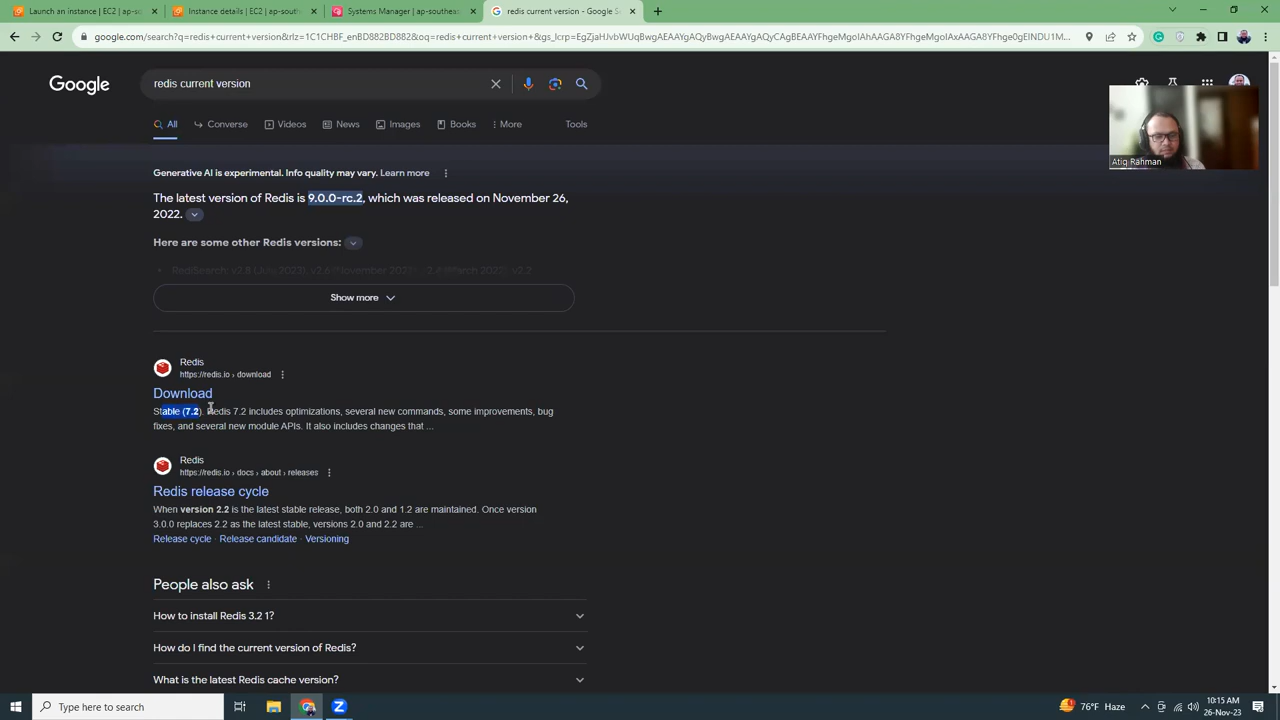 Launch an instance | EC2 | ap-sc
Instance details | EC2 | ap-south
Systems Manager | ap-southeas
redis current version - Google S
google.com/search?q=redis+current+version&rlz=1C1CHBF_enBD882BD882&oq=redis+current+version+&gs_lcrp=
Google
redis current version
All
Converse
Videos
News
Images
Books
More
Tools
Atiq Rahman
Generative AI is experimental. Info quality may vary. Learn more
The latest version of Redis is 9.0.0-rc.2, which was released on November 26,
2022.
Here are some other Redis versions:
Show more
Redis
https://redis.io › download
Download
Stable (7.2). Redis 7.2 includes optimizations, several new commands, some improvements, bug
fixes, and several new module APIs. It also includes changes that ...
Redis
https://redis.io › docs › about › releases
Redis release cycle
When version 2.2 is the latest stable release, both 2.0 and 1.2 are maintained. Once version
3.0.0 replaces 2.2 as the latest stable, versions 2.0 and 2.2 are ...
Release cycle · Release candidate · Versioning
People also ask
How to install Redis 3.2 1?
How do I find the current version of Redis?
What is the latest Redis cache version?
Type here to search
76°F Haze
10:15 AM
26-Nov-23